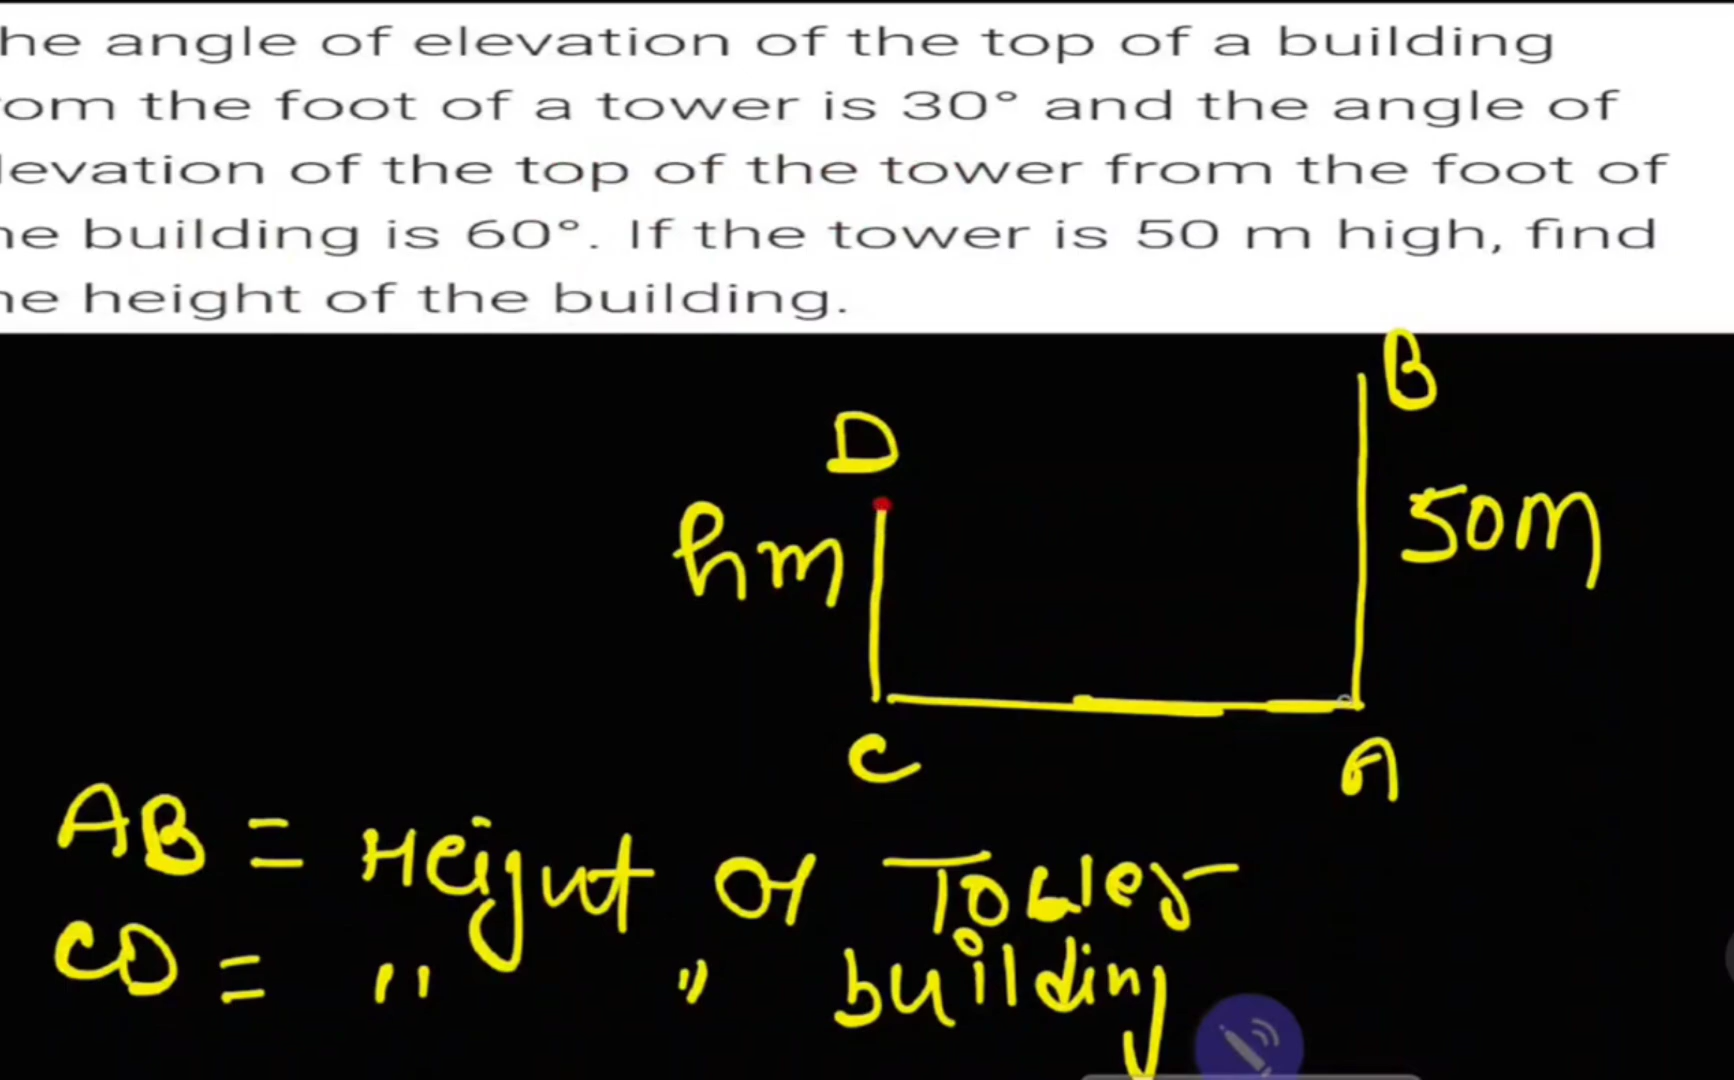 he angle of elevation of the top of a building
om the foot of a tower is 30° and the angle of
levation of the top of the tower from the foot of
he building is 60°. If the tower is 50 m high, find
he height of the building.
B
D
hm
50m
C
A
AB = Height of Tower
CD = " " building